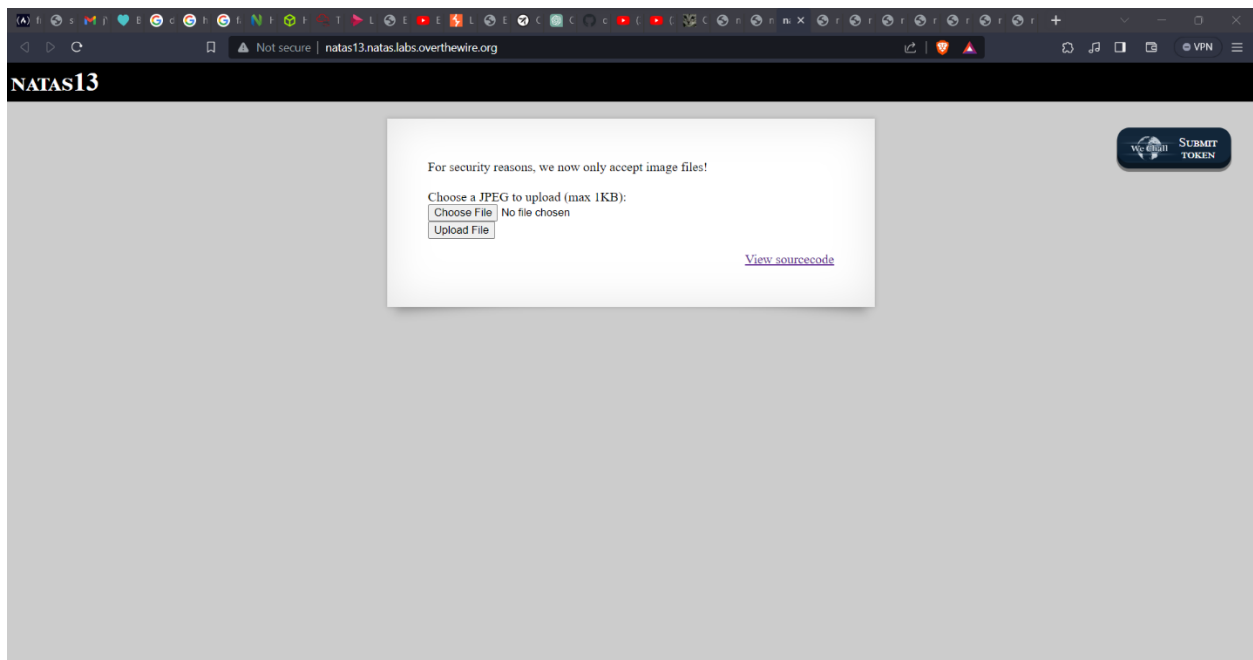 Not secure | natas13.natas.labs.overthewire.org
VPN
NATAS13
SUBMIT
TOKEN
For security reasons, we now only accept image files!
Choose a JPEG to upload (max 1KB):
Choose File No file chosen
Upload File
View sourcecode